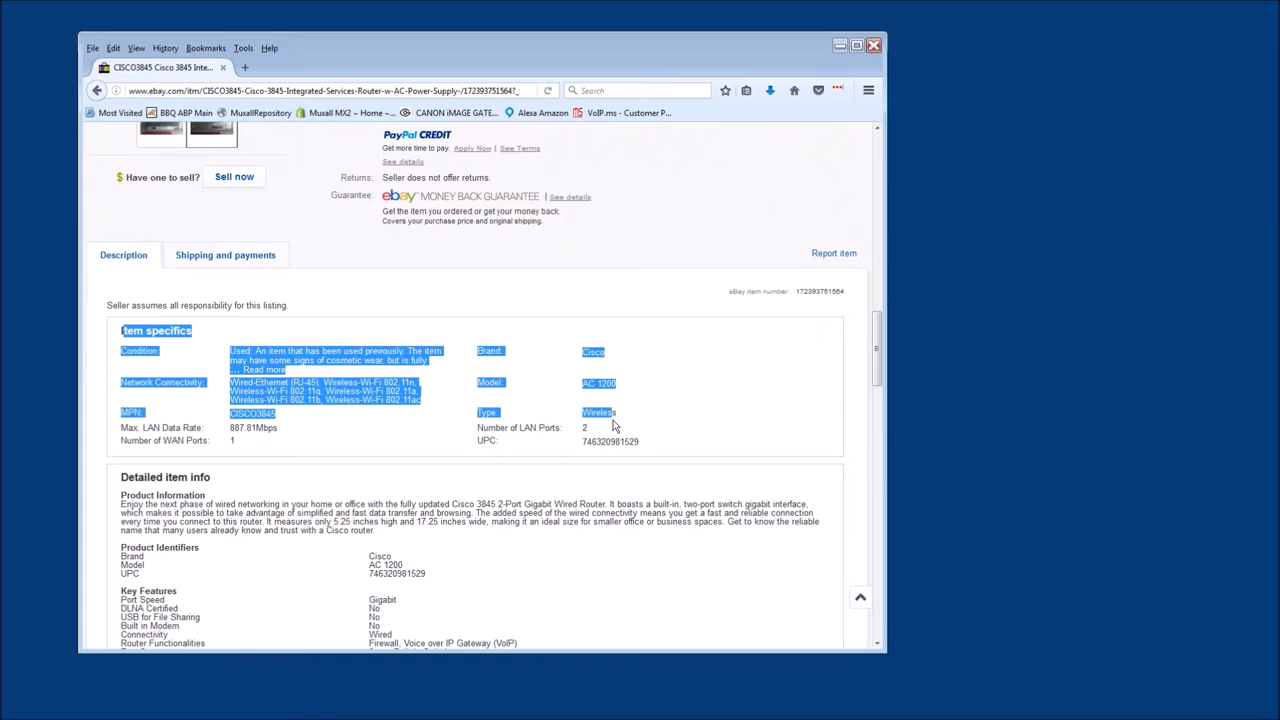 File Edit View History Bookmarks Tools Help
CISCO3845 Cisco 3845 Inte...
www.ebay.com/itm/CISCO3845-Cisco-3845-Integrated-Services-Router-w-AC-Power-Supply-/172393751564?_ Search
Most Visited BBQ ABP Main MuxallRepository Muxall MX2 ~ Home ~... CANON iMAGE GATE... Alexa Amazon VoIP.ms - Customer P...
PayPal CREDIT
Get more time to pay. Apply Now | See Terms
See details
$ Have one to sell? Sell now
Returns: Seller does not offer returns.
Guarantee: ebay MONEY BACK GUARANTEE | See details
Get the item you ordered or get your money back.
Covers your purchase price and original shipping.
Description Shipping and payments Report item
eBay item number: 172393751564
Seller assumes all responsibility for this listing.
Item specifics
Condition: Used: An item that has been used previously. The item Brand: Cisco
may have some signs of cosmetic wear, but is fully
... Read more
Network Connectivity: Wired-Ethernet (RJ-45), Wireless-Wi-Fi 802.11n, Model: AC 1200
Wireless-Wi-Fi 802.11g, Wireless-Wi-Fi 802.11a,
Wireless-Wi-Fi 802.11b, Wireless-Wi-Fi 802.11ac
MPN: CISCO3845 Type: Wireless
Max. LAN Data Rate: 887.81Mbps Number of LAN Ports: 2
Number of WAN Ports: 1 UPC: 746320981529
Detailed item info
Product Information
Enjoy the next phase of wired networking in your home or office with the fully updated Cisco 3845 2-Port Gigabit Wired Router. It boasts a built-in, two-port switch gigabit interface,
which makes it possible to take advantage of simplified and fast data transfer and browsing. The added speed of the wired connectivity means you get a fast and reliable connection
every time you connect to this router. It measures only 5.25 inches high and 17.25 inches wide, making it an ideal size for smaller office or business spaces. Get to know the reliable
name that many users already know and trust with a Cisco router.
Product Identifiers
Brand Cisco
Model AC 1200
UPC 746320981529
Key Features
Port Speed Gigabit
DLNA Certified No
USB for File Sharing No
Built in Modem No
Connectivity Wired
Router Functionalities Firewall, Voice over IP Gateway (VoIP)